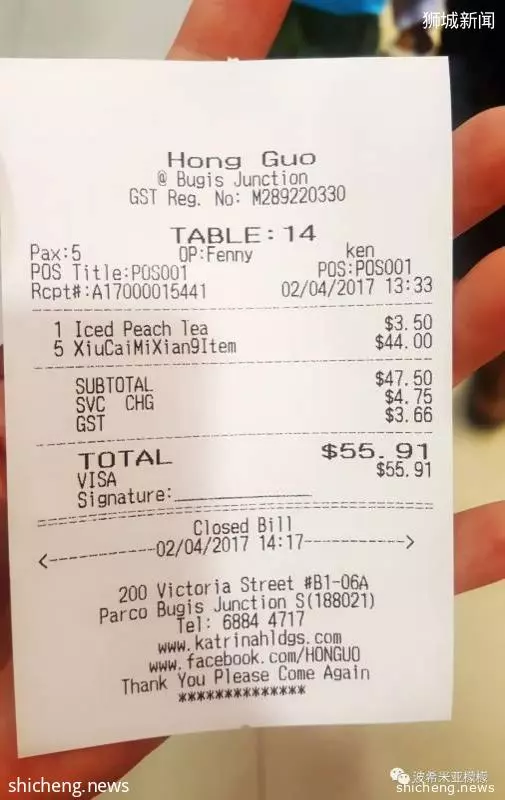 狮城新闻
Hong Guo
@ Bugis Junction
GST Reg. No: M289220330
TABLE:14
Pax:5 OP:Fenny ken
POS Title:POS001 POS:POS001
Rcpt#:A17000015441 02/04/2017 13:33
1 Iced Peach Tea $3.50
5 XiuCaiMiXian9Item $44.00
SUBTOTAL $47.50
SVC CHG $4.75
GST $3.66
TOTAL $55.91
VISA $55.91
Signature:
Closed Bill
<-----------02/04/2017 14:17----------->
200 Victoria Street #B1-06A
Parco Bugis Junction S(188021)
Tel: 6884 4717
www.katrinahldgs.com
www.facebook.com/HONGUO
Thank You Please Come Again
**************
波希米亚檬檬
shicheng.news
shicheng.news